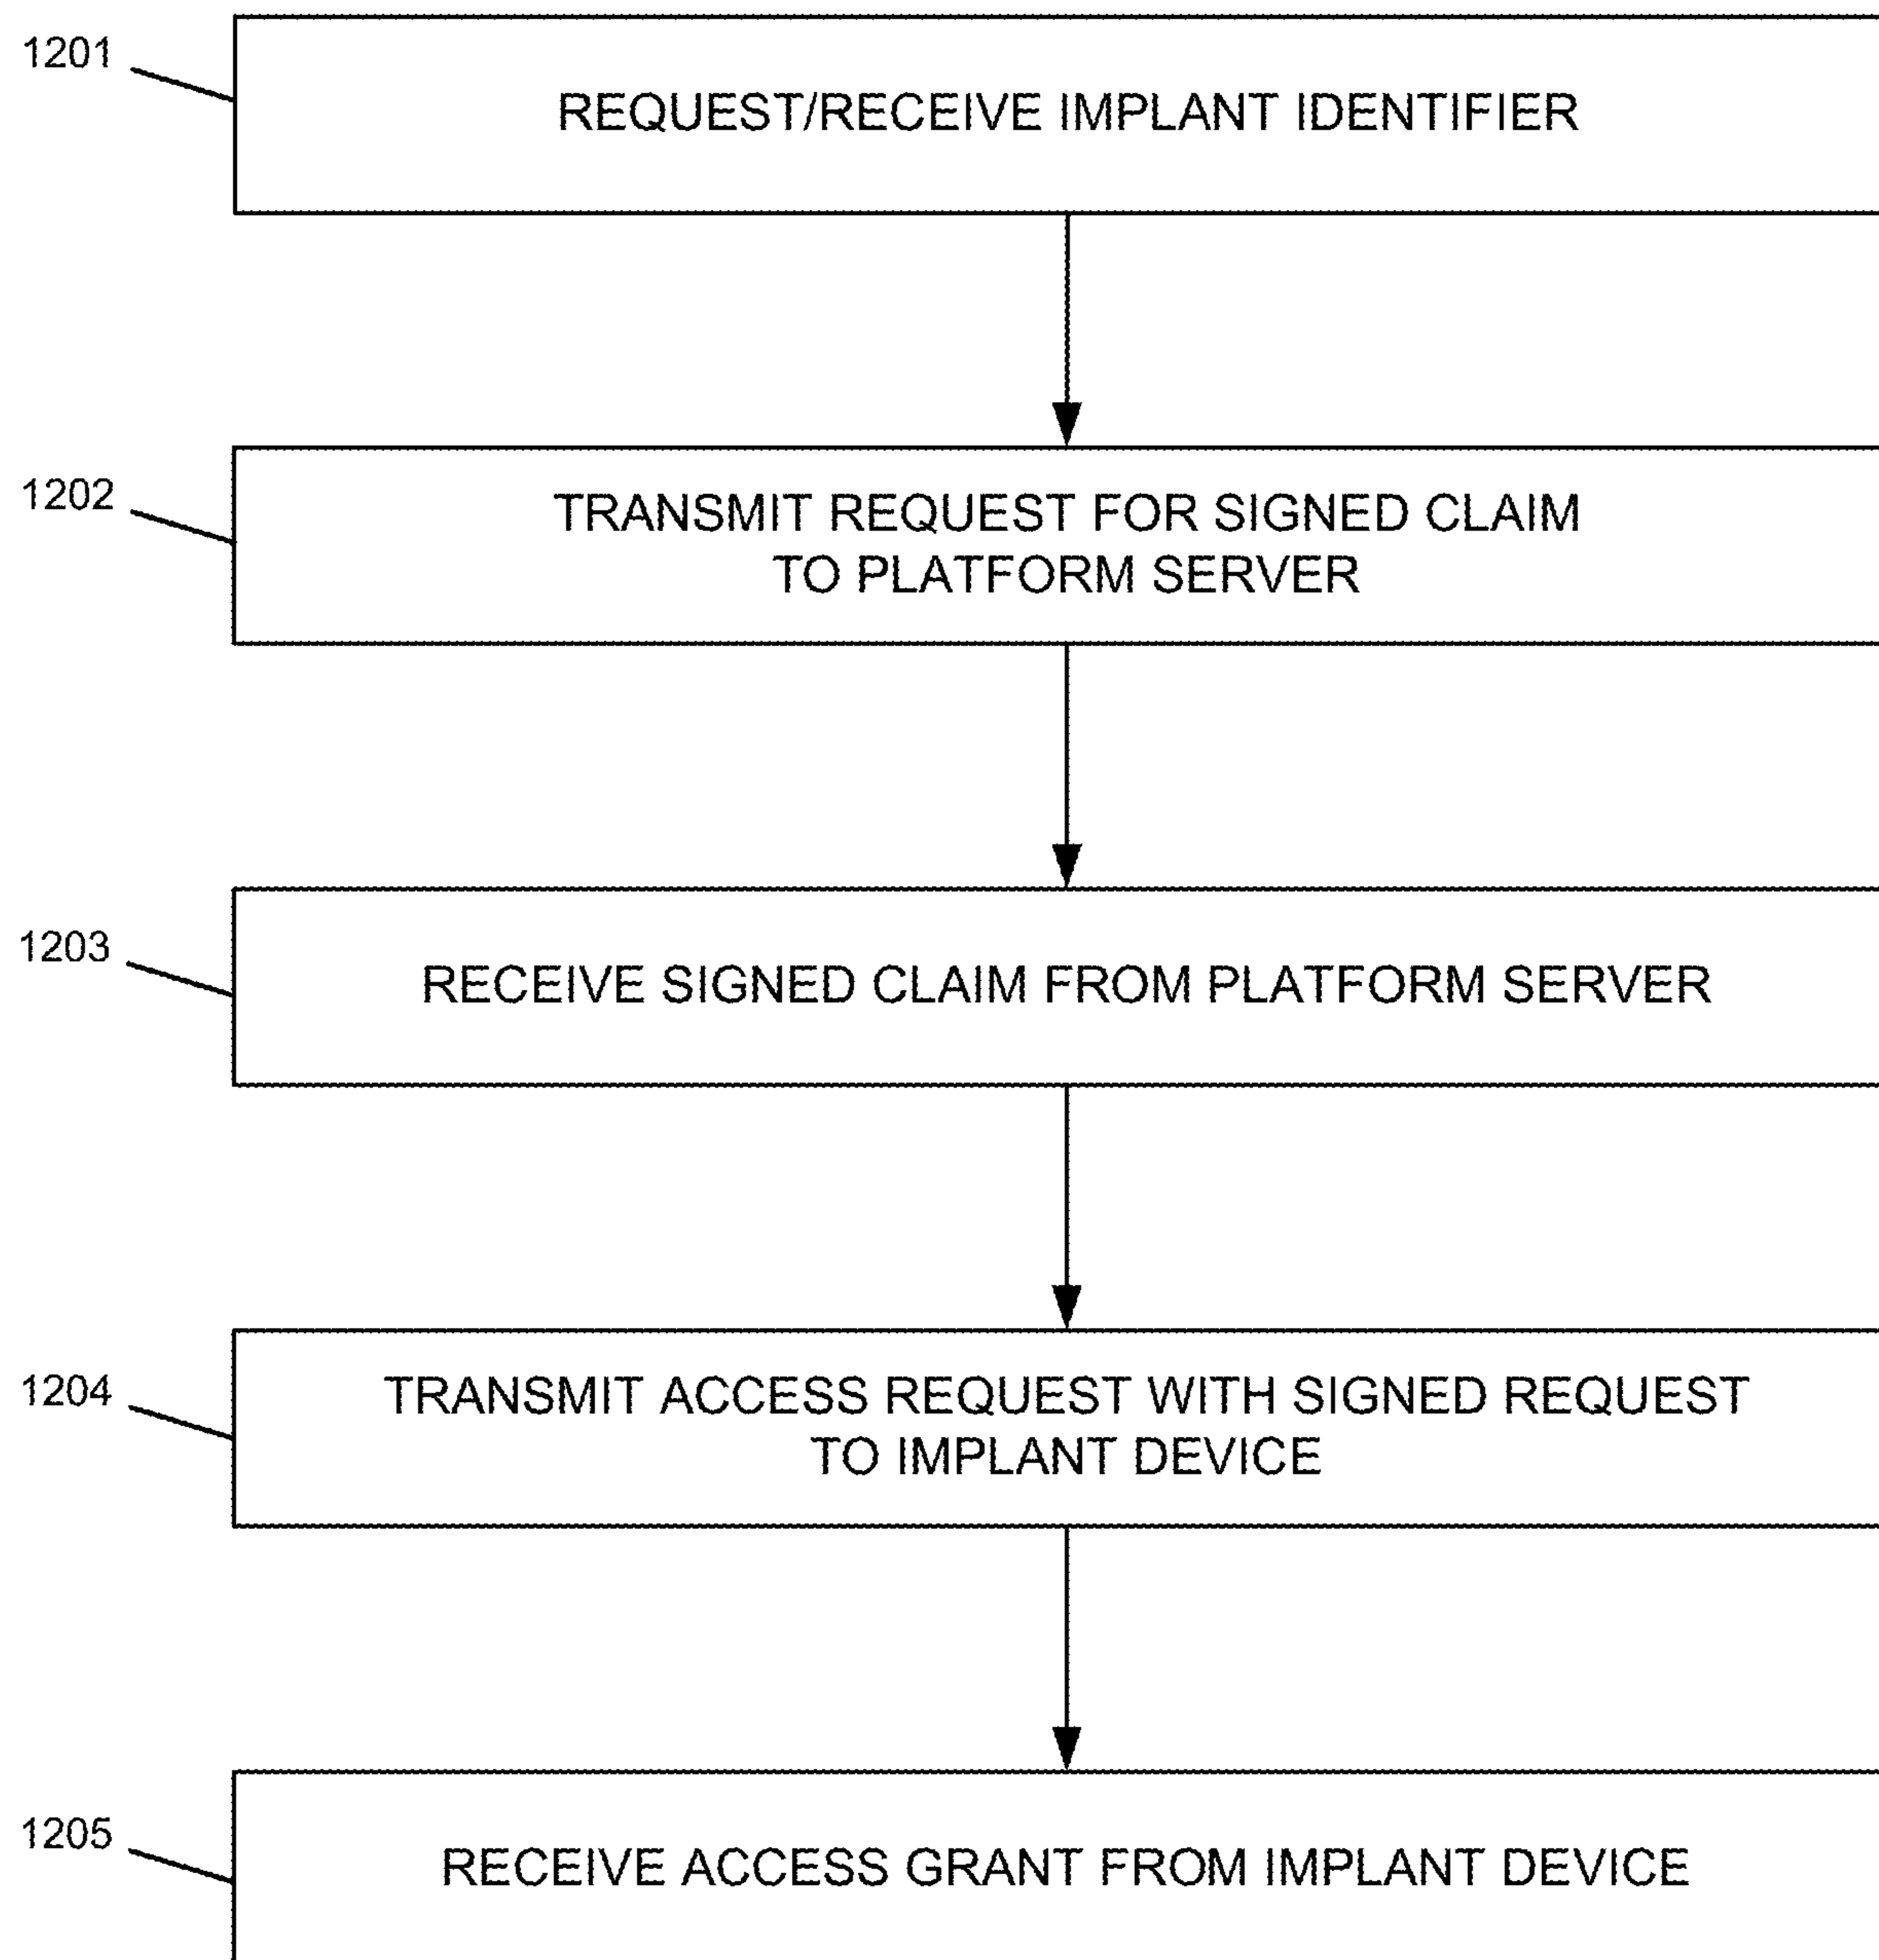 1201
REQUEST/RECEIVE IMPLANT IDENTIFIER
1202
TRANSMIT REQUEST FOR SIGNED CLAIM
TO PLATFORM SERVER
1203
RECEIVE SIGNED CLAIM FROM PLATFORM SERVER
1204
TRANSMIT ACCESS REQUEST WITH SIGNED REQUEST
TO IMPLANT DEVICE
1205
RECEIVE ACCESS GRANT FROM IMPLANT DEVICE